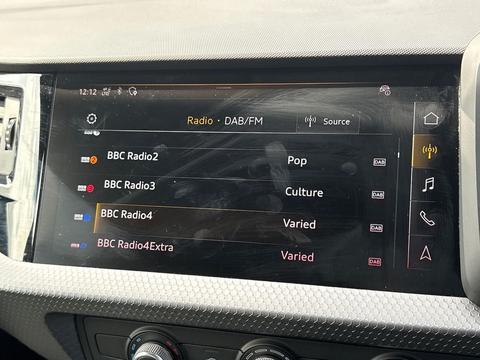 12:12
Radio · DAB/FM
Source
BBC Radio2 Pop DAB
BBC Radio3 Culture DAB
BBC Radio4 Varied DAB
BBC Radio4Extra Varied DAB